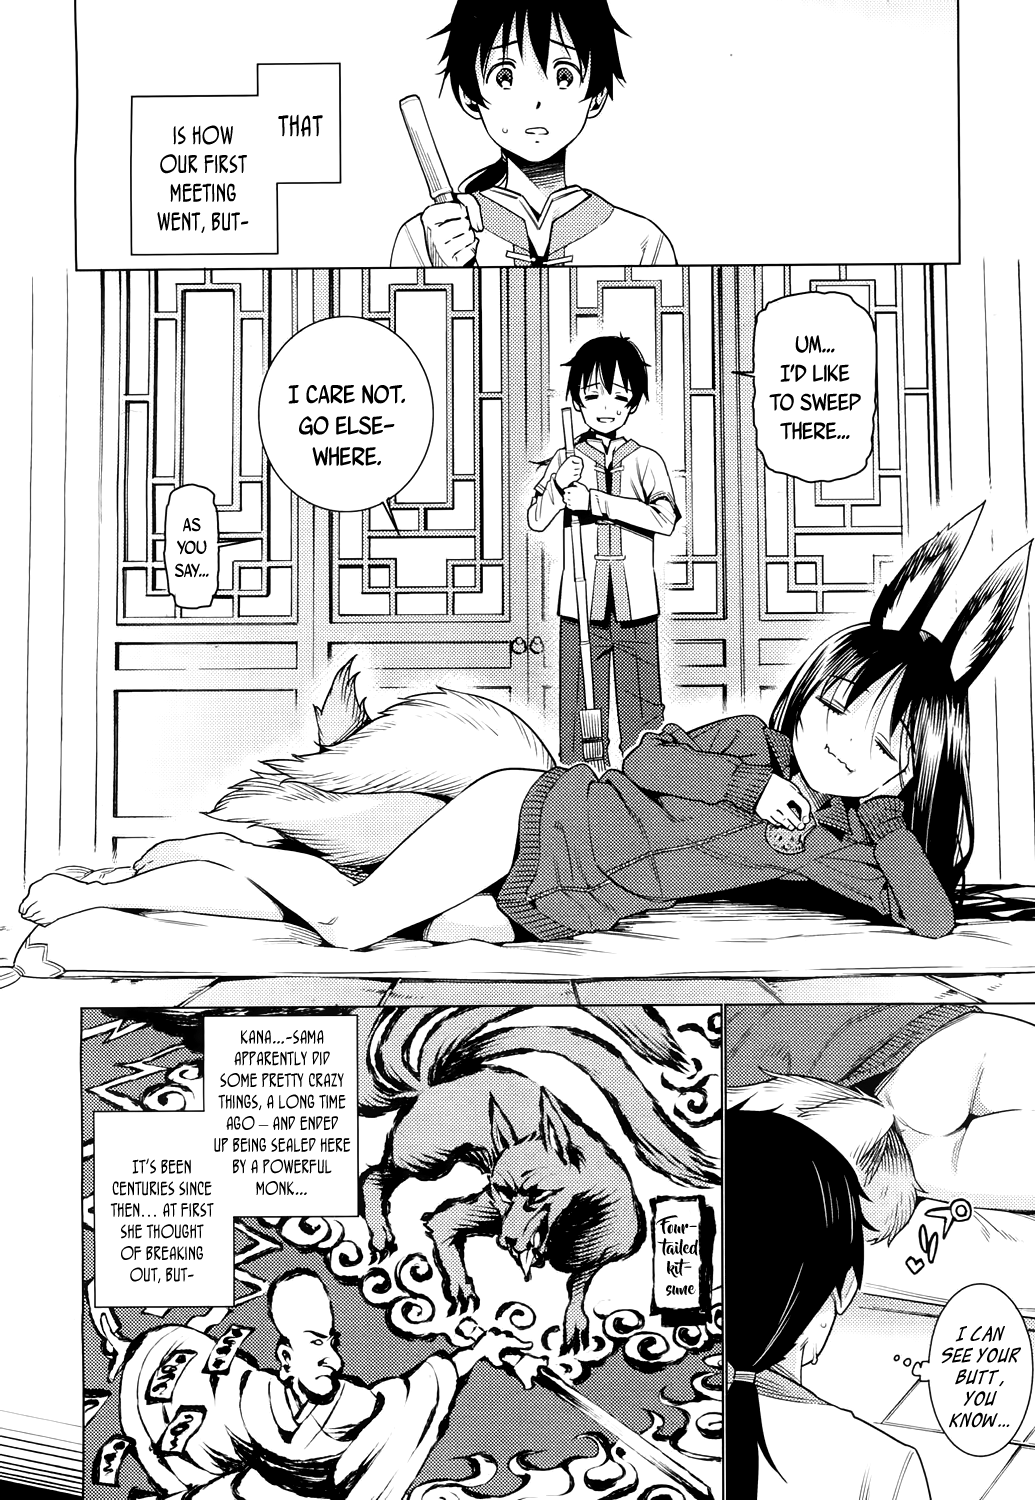 THAT
IS HOW
OUR FIRST
MEETING
WENT, BUT-
UM...
I'D LIKE
TO SWEEP
THERE...
I CARE NOT.
GO ELSE-
WHERE.
AS
YOU
SAY...
I CAN
SEE YOUR
BUTT,
YOU
KNOW...
KANA...-SAMA
APPARENTLY DID
SOME PRETTY CRAZY
THINGS, A LONG TIME
AGO – AND ENDED
UP BEING SEALED HERE
BY A POWERFUL
MONK...
Four-
tailed
kit-
sune
IT'S BEEN
CENTURIES SINCE
THEN... AT FIRST
SHE THOUGHT
OF BREAKING
OUT, BUT-